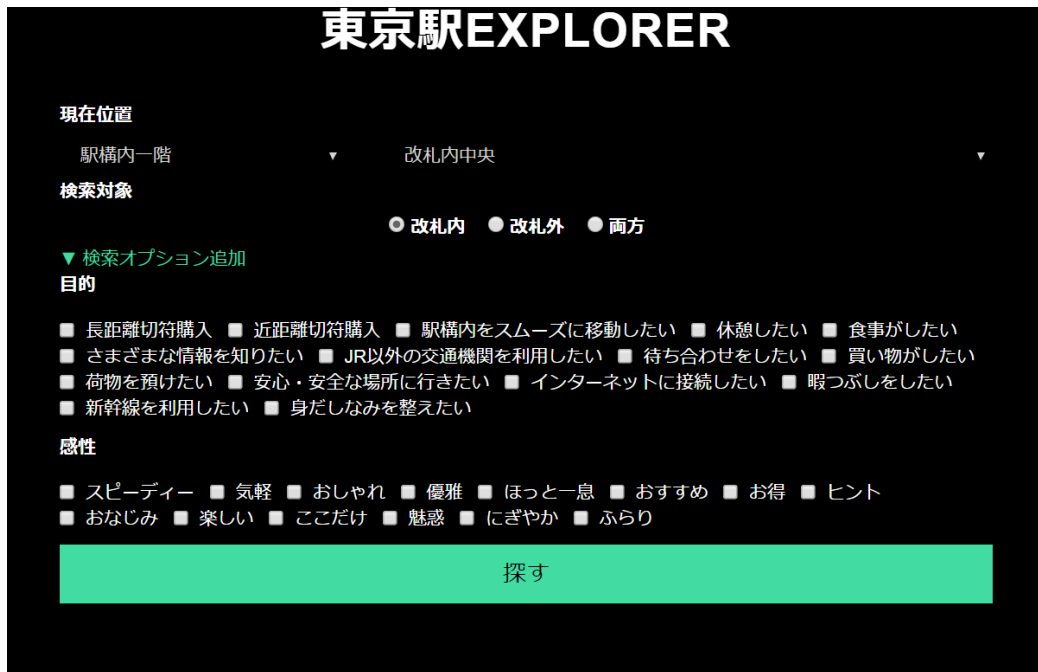 東京駅EXPLORER
現在位置
駅構内一階 ▼ 改札内中央 ▼
検索対象
改札内 改札外 両方
▼ 検索オプション追加
目的
長距離切符購入 近距離切符購入 駅構内をスムーズに移動したい 休憩したい 食事がしたい
さまざまな情報を知りたい JR以外の交通機関を利用したい 待ち合わせをしたい 買い物がしたい
荷物を預けたい 安心・安全な場所に行きたい インターネットに接続したい 暇つぶしをしたい
新幹線を利用したい 身だしなみを整えたい
感性
スピーディー 気軽 おしゃれ 優雅 ほっと一息 おすすめ お得 ヒント
おなじみ 楽しい ここだけ 魅惑 にぎやか ふらり
探す